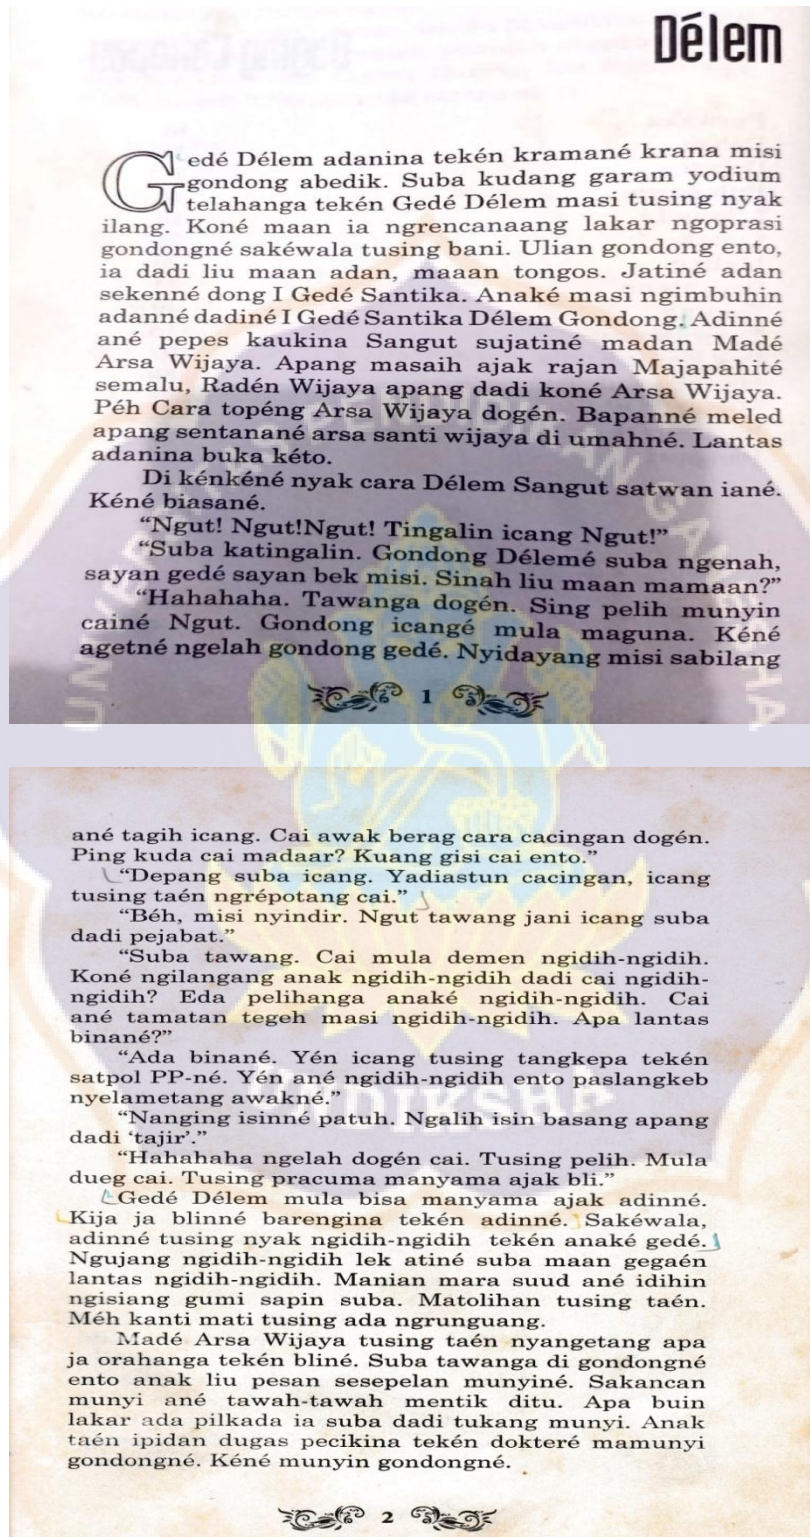 Délem
Gedé Délem adanina tekén kramané krana misi
gondong abedik. Suba kudang garam yodium
telahanga tekén Gedé Délem masi tusing nyak
ilang. Koné maan ia ngrencanaang lakar ngoprasi
gondongné sakéwala tusing bani. Ulian gondong ento,
ia dadi liu maan adan, maaan tongos. Jatiné adan
sekenné dong I Gedé Santika. Anaké masi ngimbuhin
adanné dadiné I Gedé Santika Délem Gondong. Adinné
ané pepes kaukina Sangut sujatiné madan Madé
Arsa Wijaya. Apang masaih ajak rajan Majapahité
semalu, Radén Wijaya apang dadi koné Arsa Wijaya.
Péh Cara topéng Arsa Wijaya dogén. Bapanné meled
apang sentanané arsa santi wijaya di umahné. Lantas
adanina buka kéto.
Di kénkéné nyak cara Délem Sangut satwan iané.
Kéné biasané.
“Ngut! Ngut!Ngut! Tingalin icang Ngut!”
“Suba katingalin. Gondong Délemé suba ngenah,
sayan gedé sayan bek misi. Sinah liu maan mamaan?”
“Hahahaha. Tawanga dogén. Sing pelih munyin
cainé Ngut. Gondong icangé mula maguna. Kéné
agetné ngelah gondong gedé. Nyidayang misi sabilang
1
ané tagih icang. Cai awak berag cara cacingan dogén.
Ping kuda cai madaar? Kuang gisi cai ento.”
“Depang suba icang. Yadiastun cacingan, icang
tusing taén ngrépotang cai.”
“Béh, misi nyindir. Ngut tawang jani icang suba
dadi pejabat.”
“Suba tawang. Cai mula demen ngidih-ngidih.
Koné ngilangang anak ngidih-ngidih dadi cai ngidih-
ngidih? Eda pelihanga anaké ngidih-ngidih. Cai
ané tamatan tegeh masi ngidih-ngidih. Apa lantas
binané?”
“Ada binané. Yén icang tusing tangkepa tekén
satpol PP-né. Yén ané ngidih-ngidih ento paslangkeb
nyelametang awakné.”
“Nanging isinné patuh. Ngalih isin basang apang
dadi ‘tajir’.”
“Hahahaha ngelah dogén cai. Tusing pelih. Mula
dueg cai. Tusing pracuma manyama ajak bli.”
Gedé Délem mula bisa manyama ajak adinné.
Kija ja blinné barengina tekén adinné. Sakéwala,
adinné tusing nyak ngidih-ngidih tekén anaké gedé.
Ngujang ngidih-ngidih lek atiné suba maan gegaén
lantas ngidih-ngidih. Manian mara suud ané idihin
ngisiang gumi sapin suba. Matolihan tusing taén.
Méh kanti mati tusing ada ngrunguang.
Madé Arsa Wijaya tusing taén nyangetang apa
ja orahanga tekén bliné. Suba tawanga di gondongné
ento anak liu pesan sesepelan munyiné. Sakancan
munyi ané tawah-tawah mentik ditu. Apa buin
lakar ada pilkada ia suba dadi tukang munyi. Anak
taén ipidan dugas pecikina tekén dokteré mamunyi
gondongné. Kéné munyin gondongné.
2
UNIVERSITAS PENDIDIKAN GANESHA
UNDIKSHA